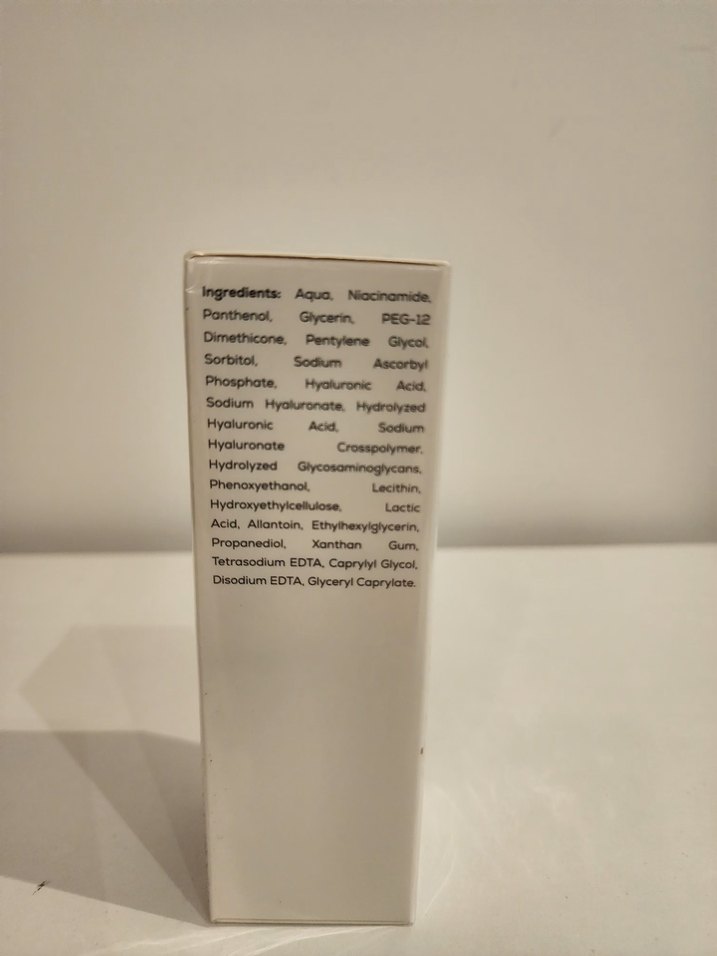 Ingredients: Aqua, Niacinamide,
Panthenol, Glycerin, PEG-12
Dimethicone, Pentylene Glycol,
Sorbitol, Sodium Ascorbyl
Phosphate, Hyaluronic Acid,
Sodium Hyaluronate, Hydrolyzed
Hyaluronic Acid, Sodium
Hyaluronate Crosspolymer,
Hydrolyzed Glycosaminoglycans,
Phenoxyethanol, Lecithin,
Hydroxyethylcellulose, Lactic
Acid, Allantoin, Ethylhexylglycerin,
Propanediol, Xanthan Gum,
Tetrasodium EDTA, Caprylyl Glycol,
Disodium EDTA, Glyceryl Caprylate.